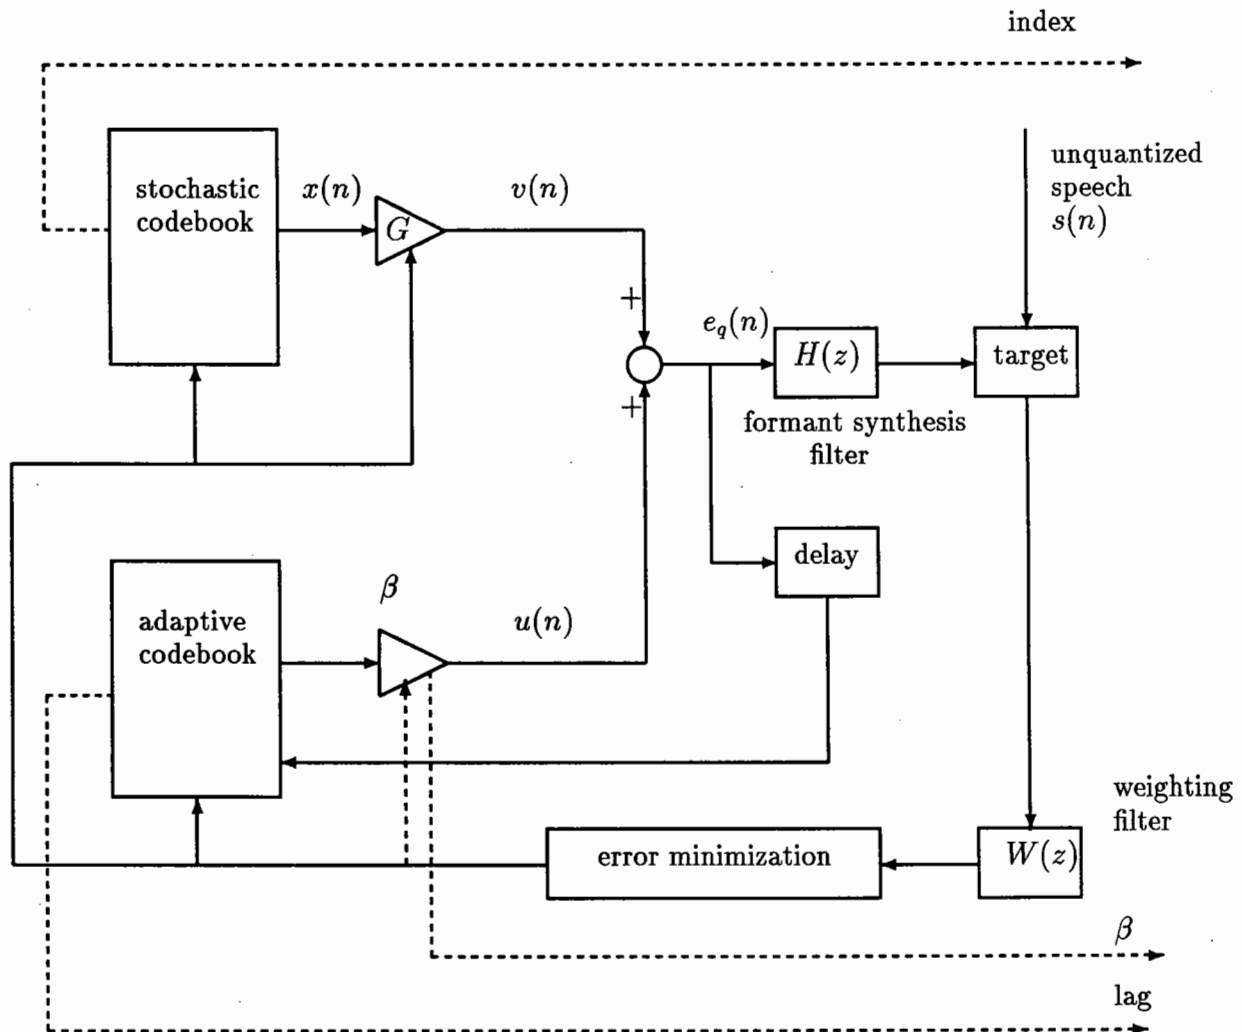 index
stochastic
codebook
x(n)
G
v(n)
unquantized
speech
s(n)
+
e_q(n)
H(z)
target
+
formant synthesis
filter
delay
adaptive
codebook
β
u(n)
weighting
filter
error minimization
W(z)
β
lag